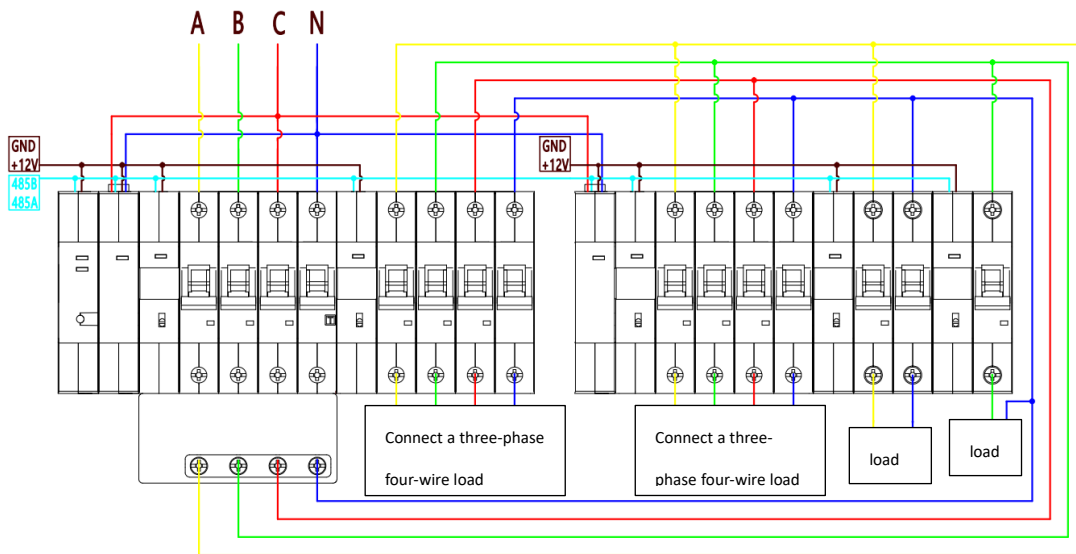 A B C N
GND
+12V
485B
485A
GND
+12V
Connect a three-phase
four-wire load
Connect a three-
phase four-wire load
load
load